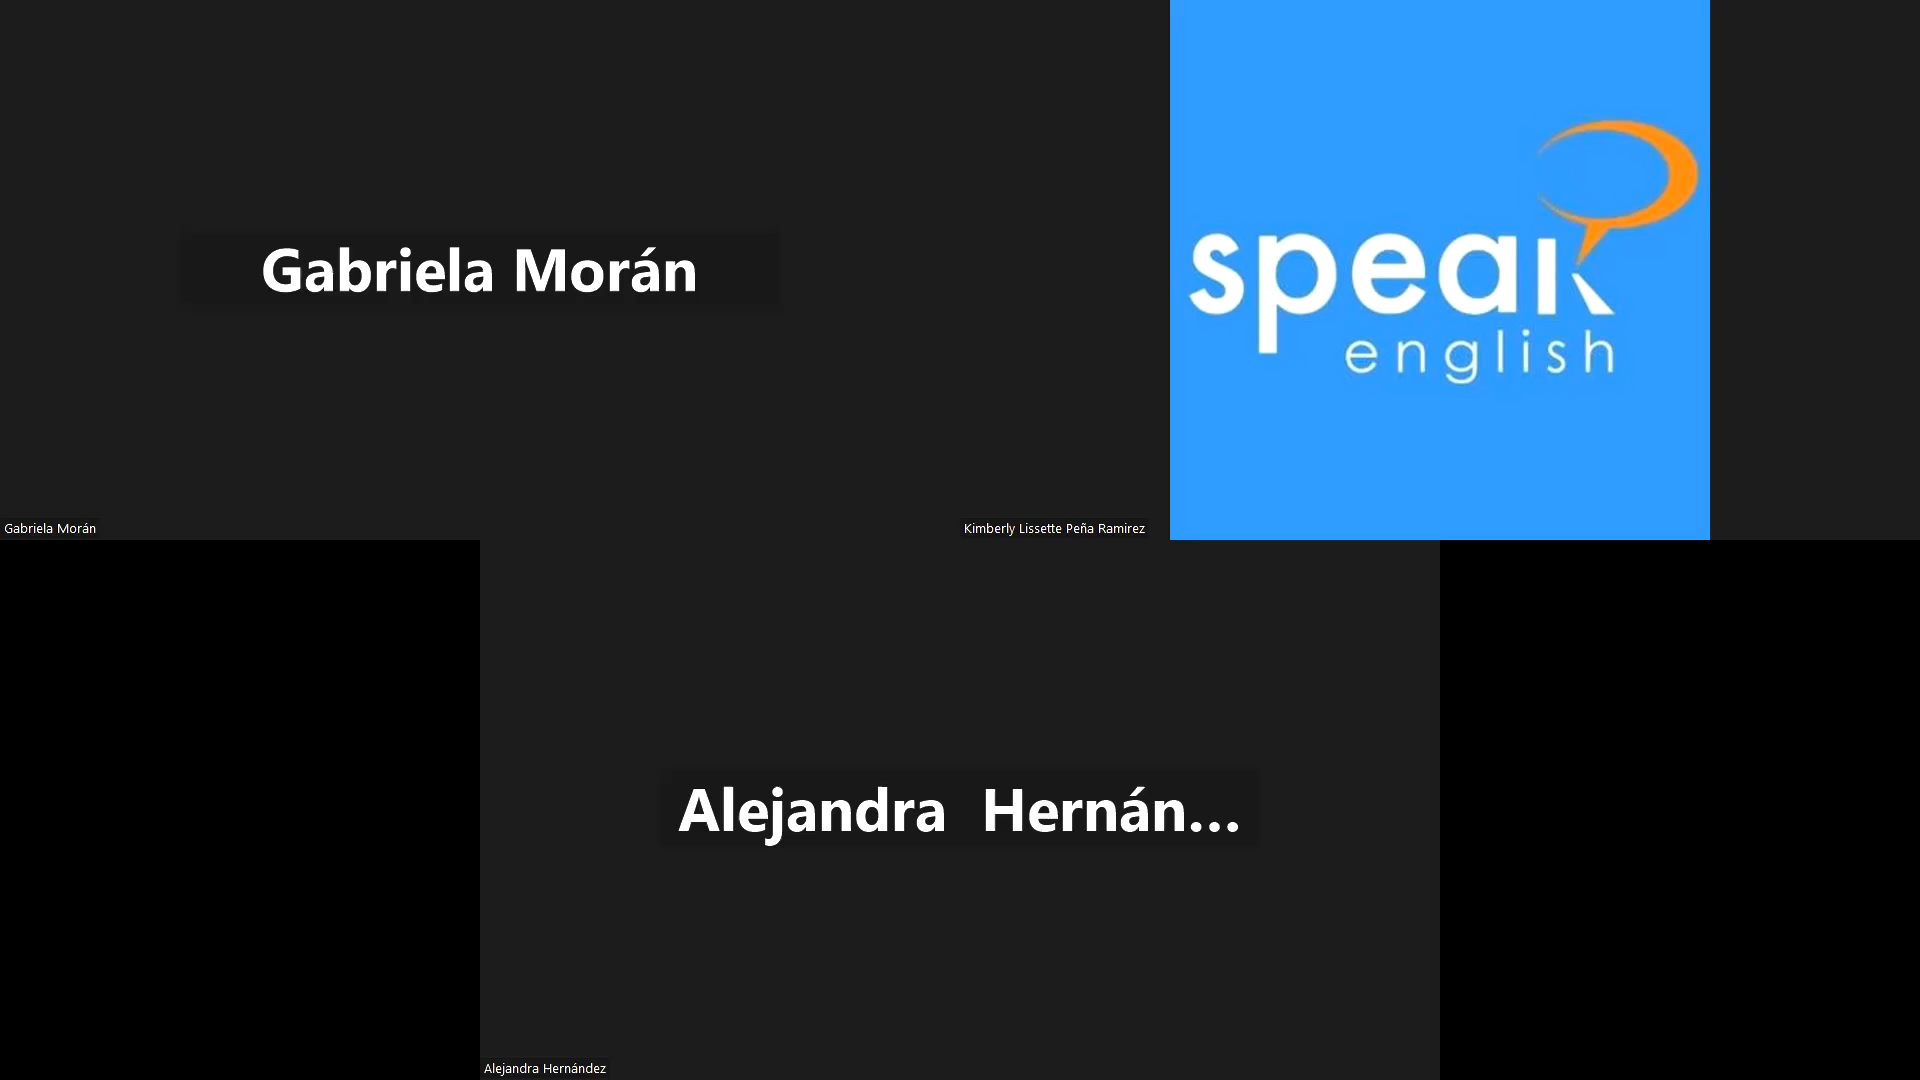 Gabriela Morán
speak
english
Gabriela Morán
Kimberly Lissette Peña Ramirez
Alejandra Hernán...
Alejandra Hernández